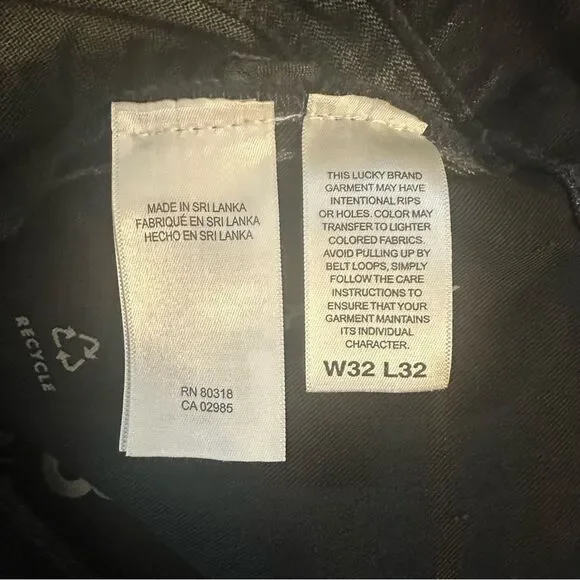 MADE IN SRI LANKA
FABRIQUÉ EN SRI LANKA
HECHO EN SRI LANKA
RN 80318
CA 02985
THIS LUCKY BRAND
GARMENT MAY HAVE
INTENTIONAL RIPS
OR HOLES. COLOR MAY
TRANSFER TO LIGHTER
COLORED FABRICS.
AVOID PULLING UP BY
BELT LOOPS, SIMPLY
FOLLOW THE CARE
INSTRUCTIONS TO
ENSURE THAT YOUR
GARMENT MAINTAINS
ITS INDIVIDUAL
CHARACTER.
W32 L32
RECYCLE